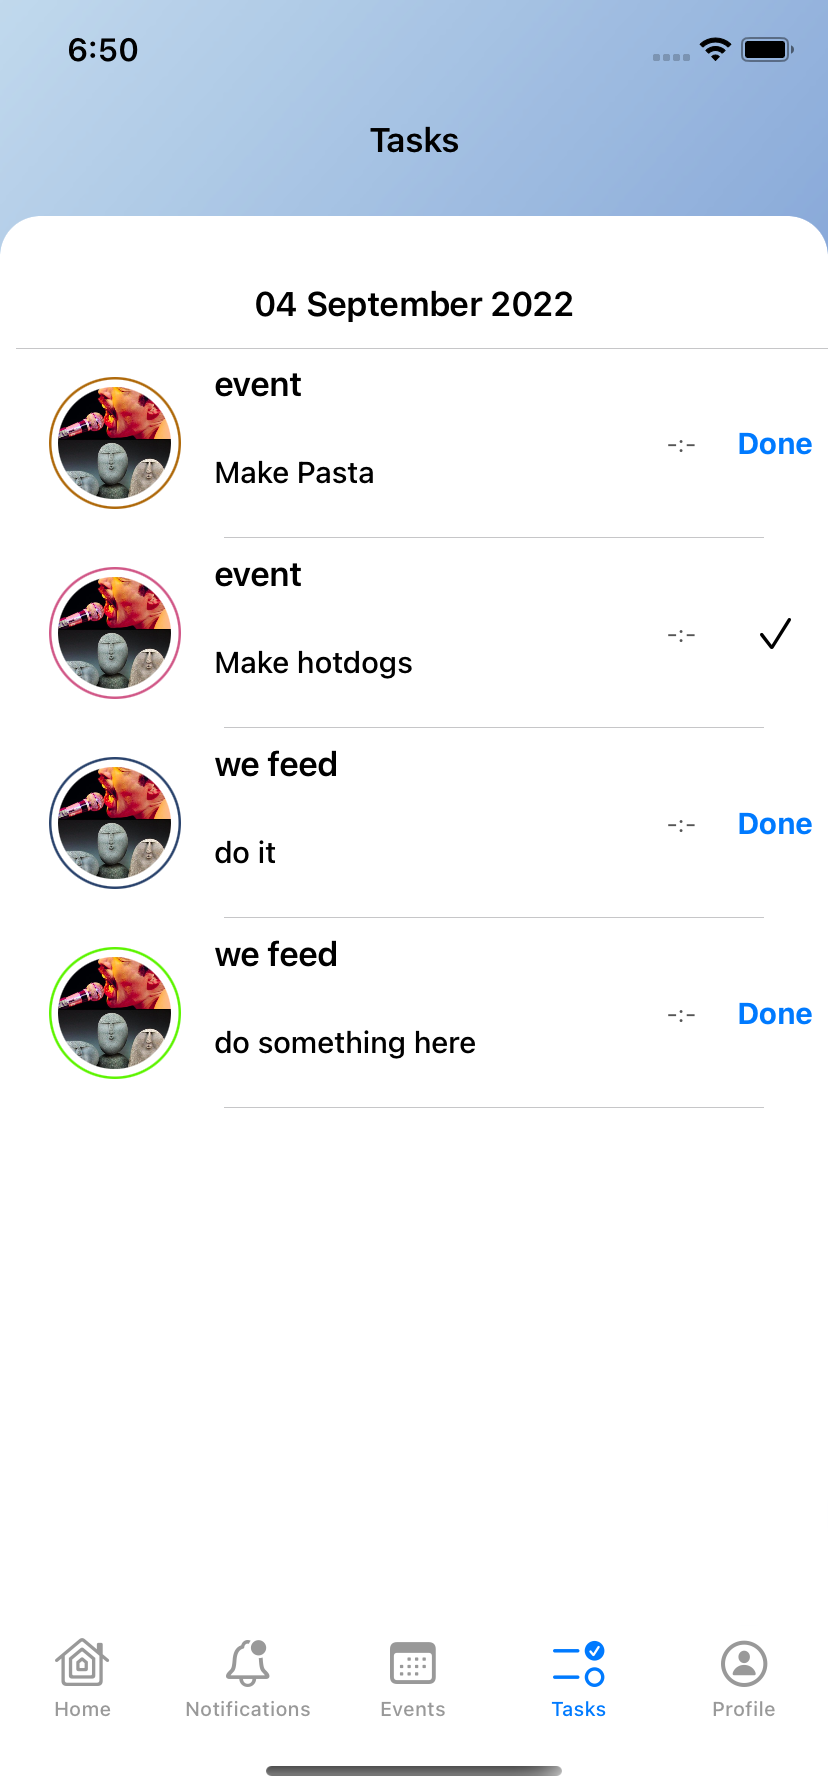 6:50
Tasks
04 September 2022
event
Make Pasta
-:-
Done
event
Make hotdogs
-:-
we feed
do it
-:-
Done
we feed
do something here
-:-
Done
Home
Notifications
Events
Tasks
Profile